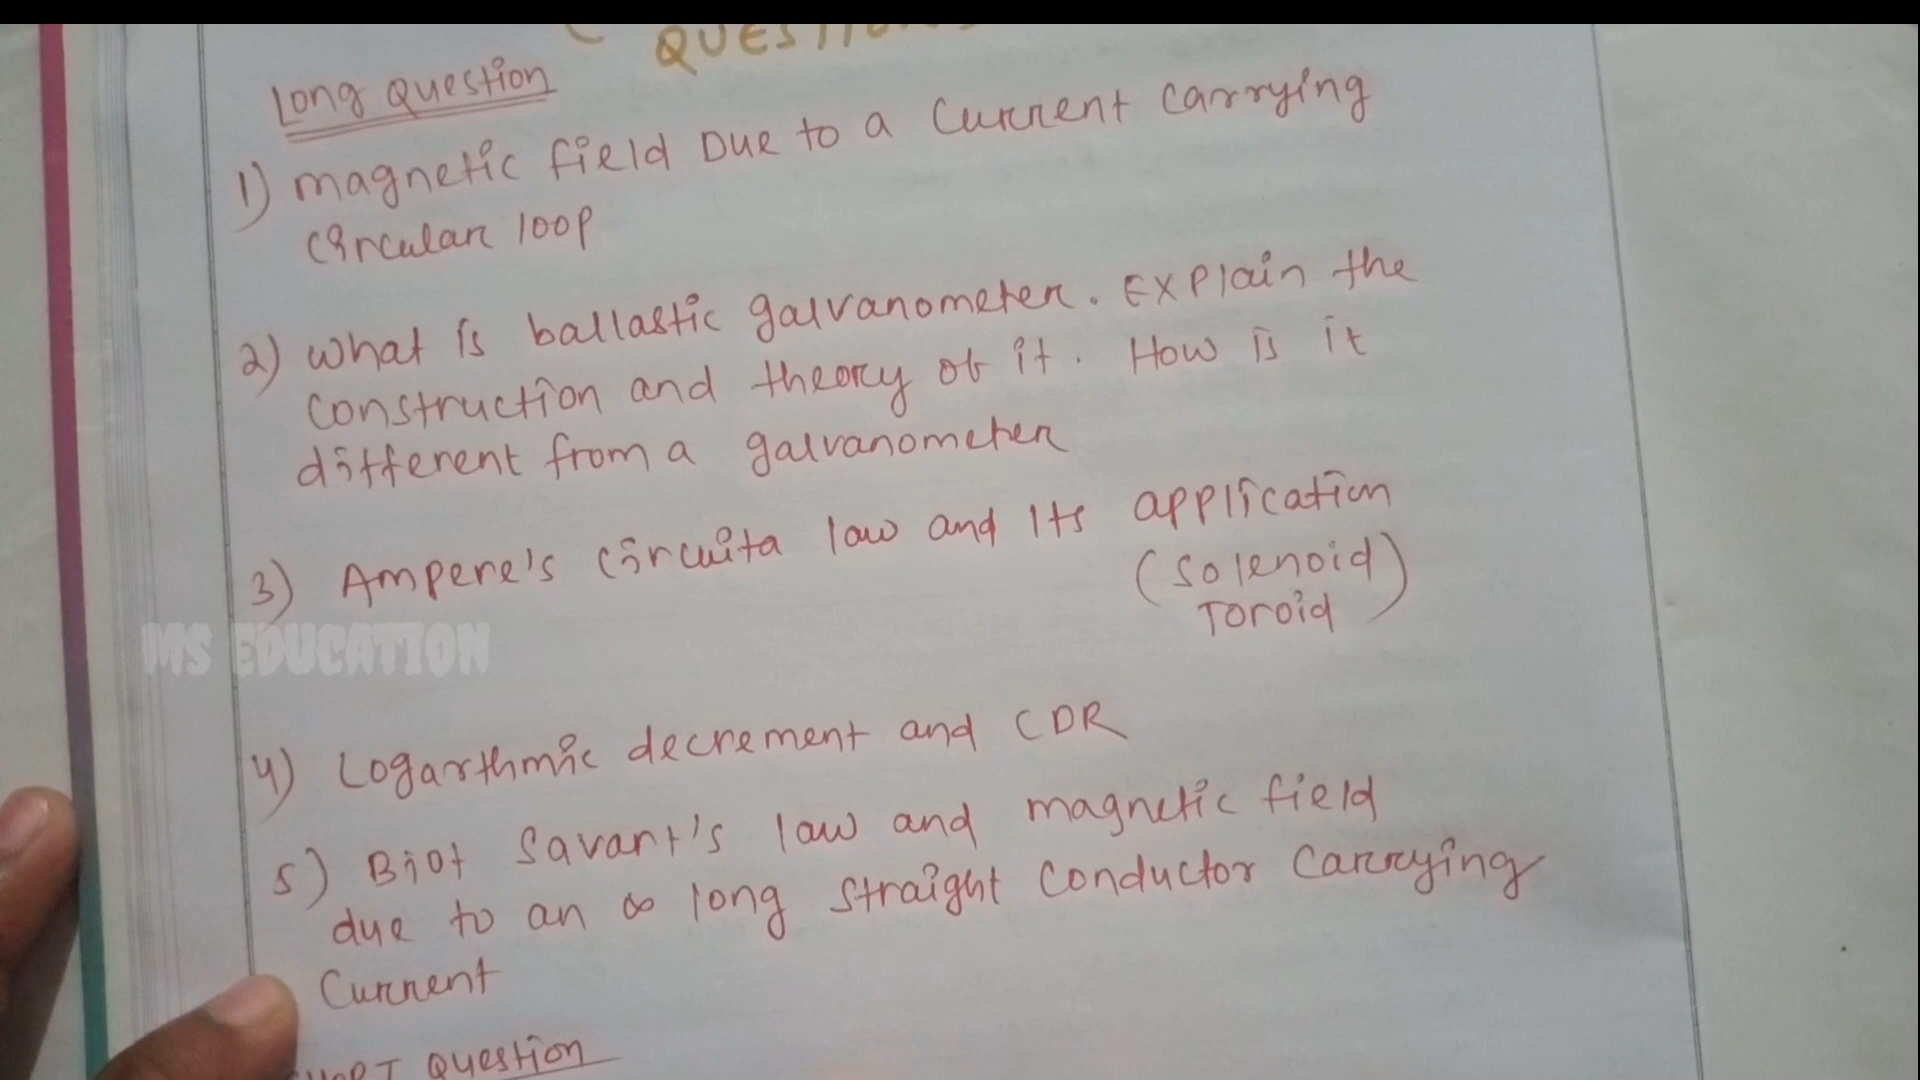 QUESTION
Long Question
1) magnetic field Due to a Current Carrying
circular loop
2) what is ballastic galvanometer. Explain the
construction and theory of it. How is it
different from a galvanometer
3) Ampere's circuita law and Its application
(Solenoid)
Toroid
MS EDUCATION
4) Logarthmic decrement and CDR
5) Biot Savart's law and magnetic field
due to an ∞ long straight conductor Carrying
Current
SHORT Question